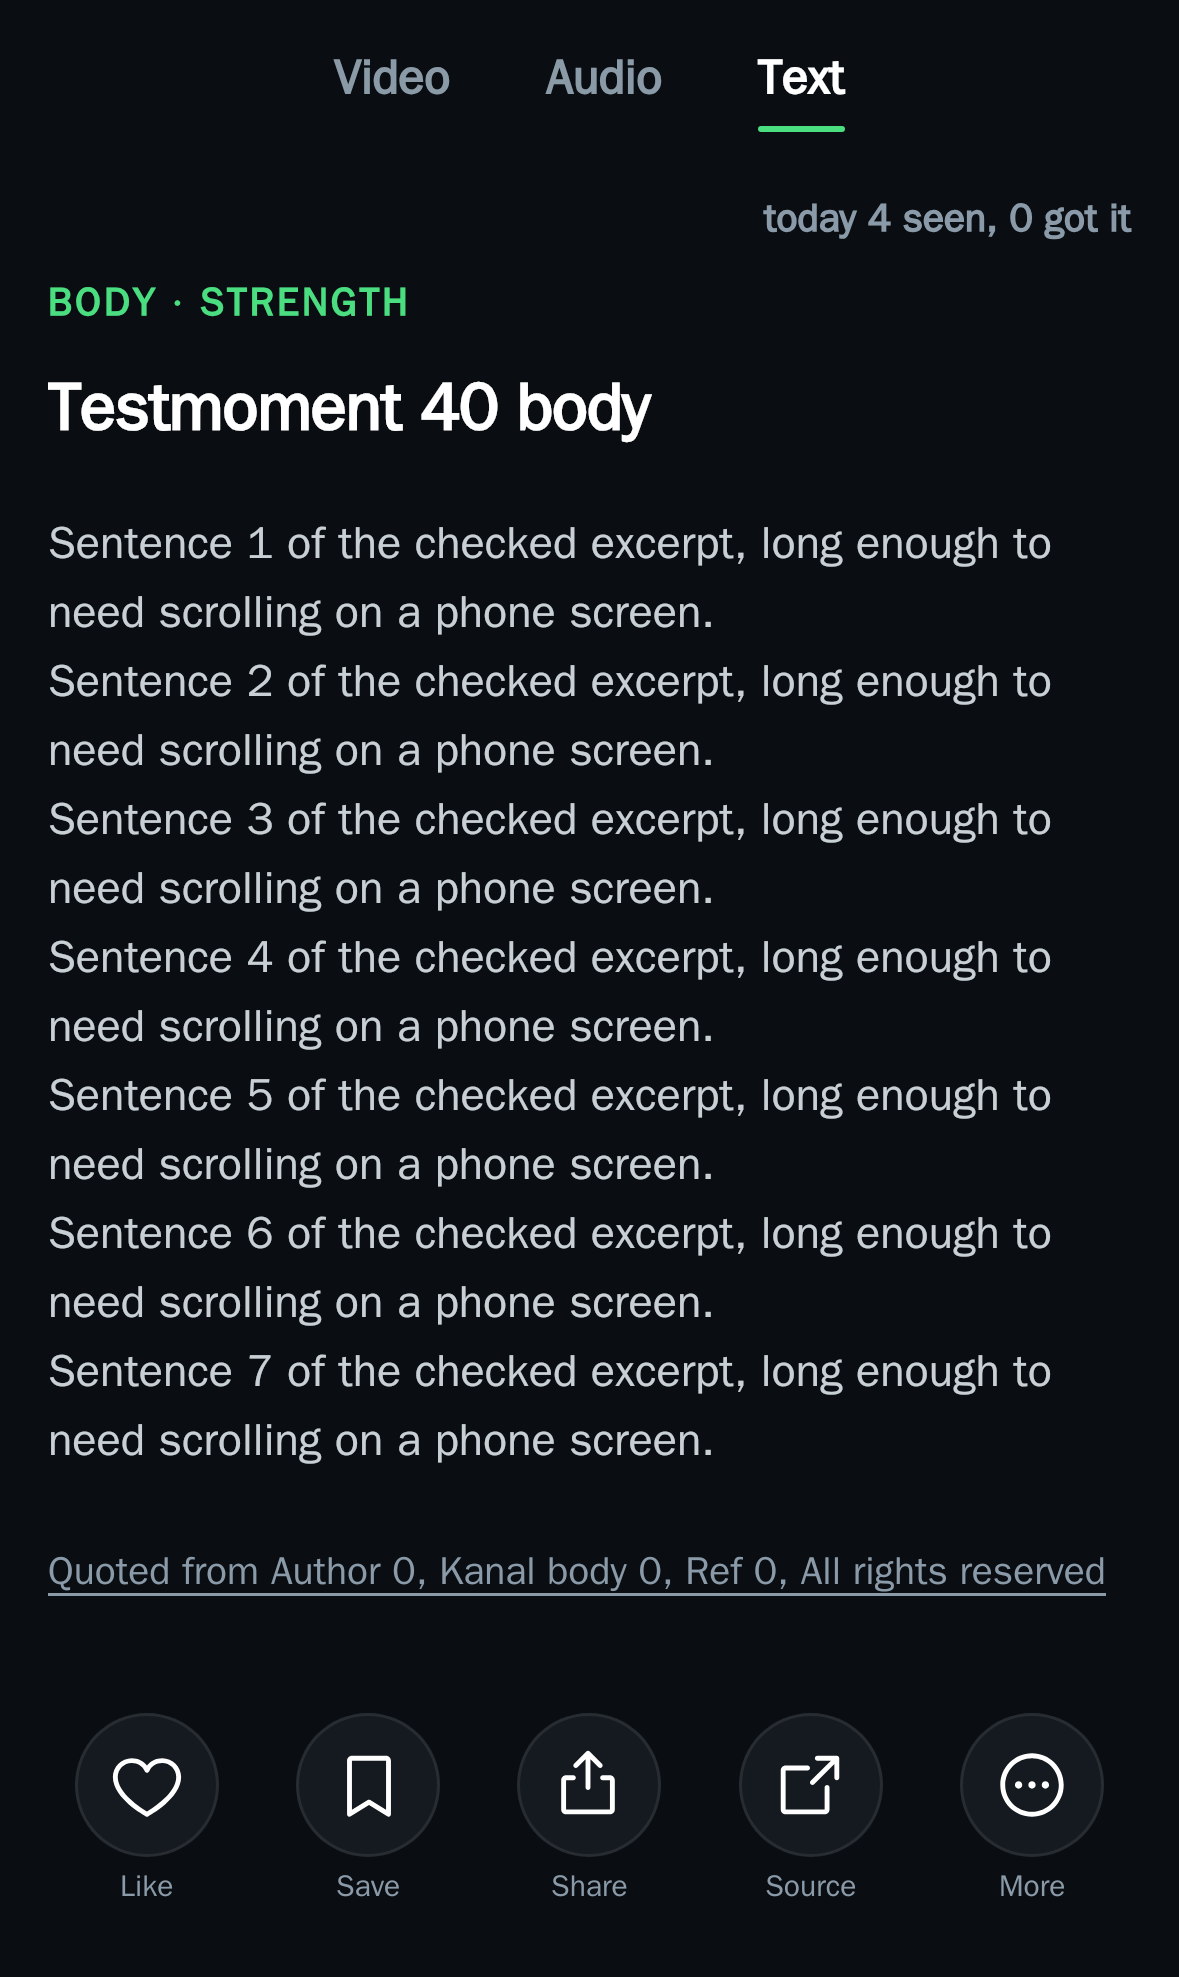 Video Audio Text
today 4 seen, 0 got it
BODY · STRENGTH
Testmoment 40 body
Sentence 1 of the checked excerpt, long enough to
need scrolling on a phone screen.
Sentence 2 of the checked excerpt, long enough to
need scrolling on a phone screen.
Sentence 3 of the checked excerpt, long enough to
need scrolling on a phone screen.
Sentence 4 of the checked excerpt, long enough to
need scrolling on a phone screen.
Sentence 5 of the checked excerpt, long enough to
need scrolling on a phone screen.
Sentence 6 of the checked excerpt, long enough to
need scrolling on a phone screen.
Sentence 7 of the checked excerpt, long enough to
need scrolling on a phone screen.
Quoted from Author 0, Kanal body 0, Ref 0, All rights reserved
Like Save Share Source More